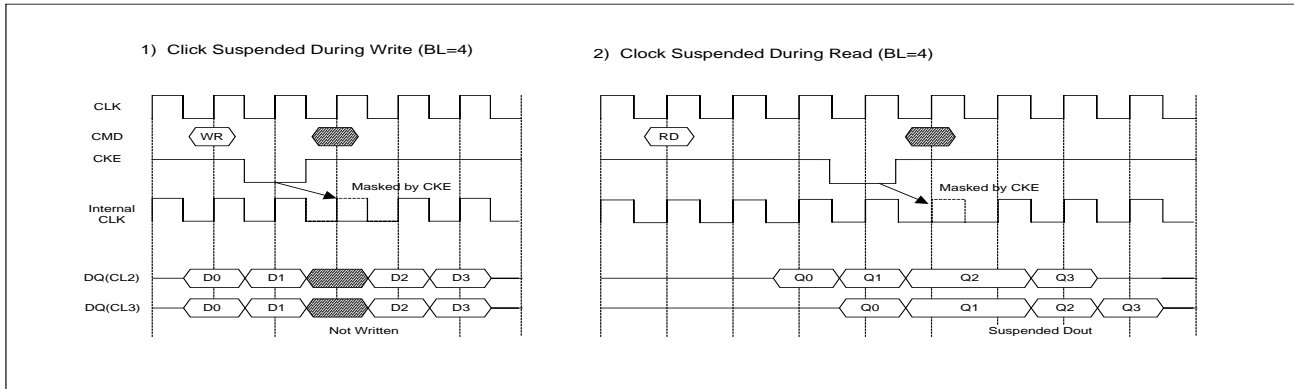 1) Click Suspended During Write (BL=4)
2) Clock Suspended During Read (BL=4)
CLK
CMD
WR
RD
CKE
Masked by CKE
Masked by CKE
Internal
CLK
DQ(CL2)
D0
D1
D2
D3
Q0
Q1
Q2
Q3
DQ(CL3)
D0
D1
D2
D3
Q0
Q1
Q2
Q3
Not Written
Suspended Dout